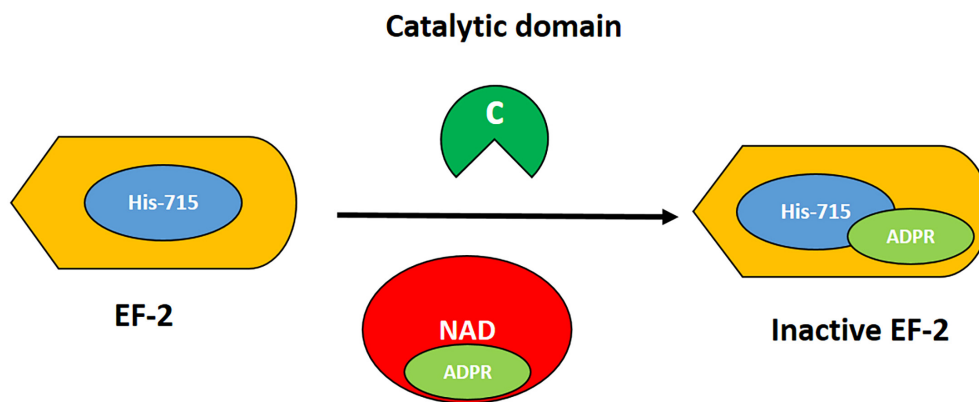 Catalytic domain
C
His-715
EF-2
NAD
ADPR
His-715
ADPR
Inactive EF-2